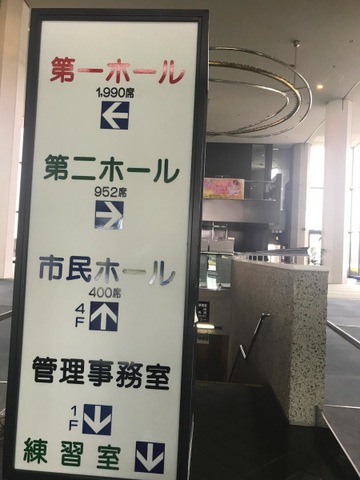 第一ホール
1,990席
←
第二ホール
952席
→
市民ホール
400席
4F ↑
管理事務室
1F ↓
練習室 ↓